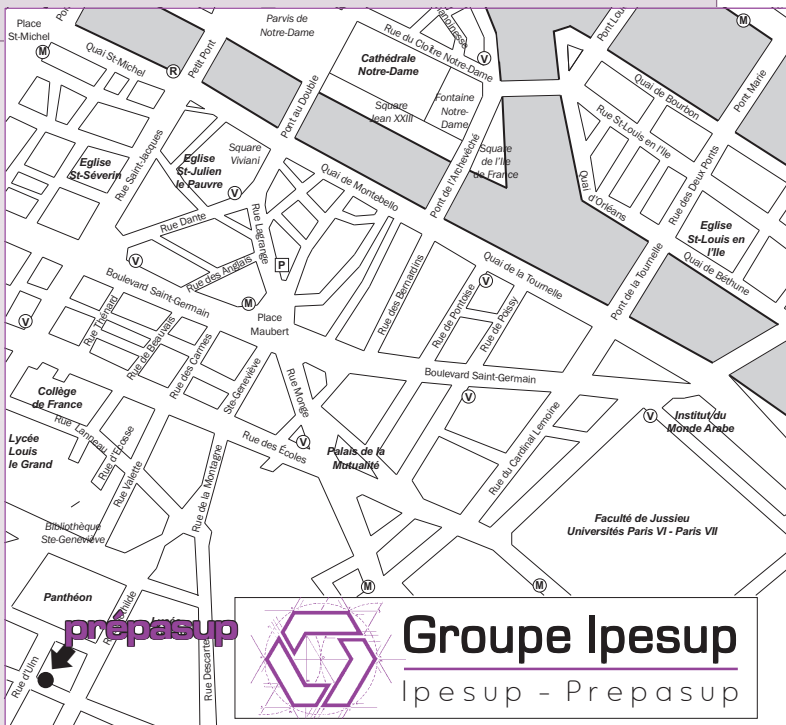 Place
St-Michel
M
Quai St-Michel
R
Petit Pont
Parvis de
Notre-Dame
Rue du Cloître Notre-Dame
V
Cathédrale
Notre-Dame
Square
Jean XXIII
Fontaine
Notre-
Dame
Pont au Double
Pont de l'Archevêché
Square
de l'Ile
de France
Quai de Bourbon
M
Pont Marie
Rue St-Louis en l'Ile
Rue des Deux Ponts
Quai
d'Orléans
Eglise
St-Louis en
l'Ile
Quai de Béthune
Pont de la Tournelle
Eglise
St-Séverin
Rue Saint-Jacques
Eglise
St-Julien
le Pauvre
Square
Viviani
V
Quai de Montebello
Rue Dante
Rue Lagrange
V
Rue des Anglais
P
Boulevard Saint-Germain
M
Place
Maubert
Rue des Bernardins
Quai de la Tournelle
V
Rue de Pontoise
Rue de Poissy
V
Rue Thénard
Rue de Beauvais
Rue des Carmes
Ste-Geneviève
Rue Monge
Boulevard Saint-Germain
V
Collège
de France
Rue Lanneau
Rue d'Ecosse
Rue Valette
Lycée
Louis
le Grand
Rue de la Montagne
Rue des Écoles
V
Palais de la
Mutualité
Rue du Cardinal Lemoine
V
Institut du
Monde Arabe
Faculté de Jussieu
Universités Paris VI - Paris VII
Bibliothèque
Ste-Geneviève
Panthéon
M
M
prépasup
Rue d'Ulm
Rue Descartes
Groupe Ipesup
Ipesup - Prepasup